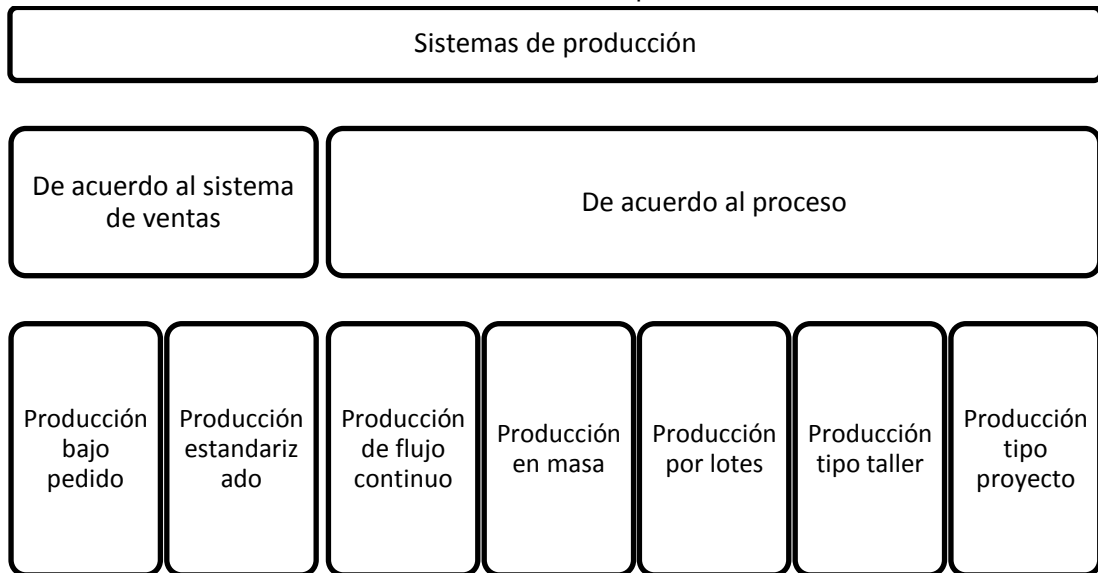 Sistemas de producción
De acuerdo al sistema
de ventas
De acuerdo al proceso
Producción
bajo
pedido
Producción
estandariz
ado
Producción
de flujo
continuo
Producción
en masa
Producción
por lotes
Producción
tipo taller
Producción
tipo
proyecto